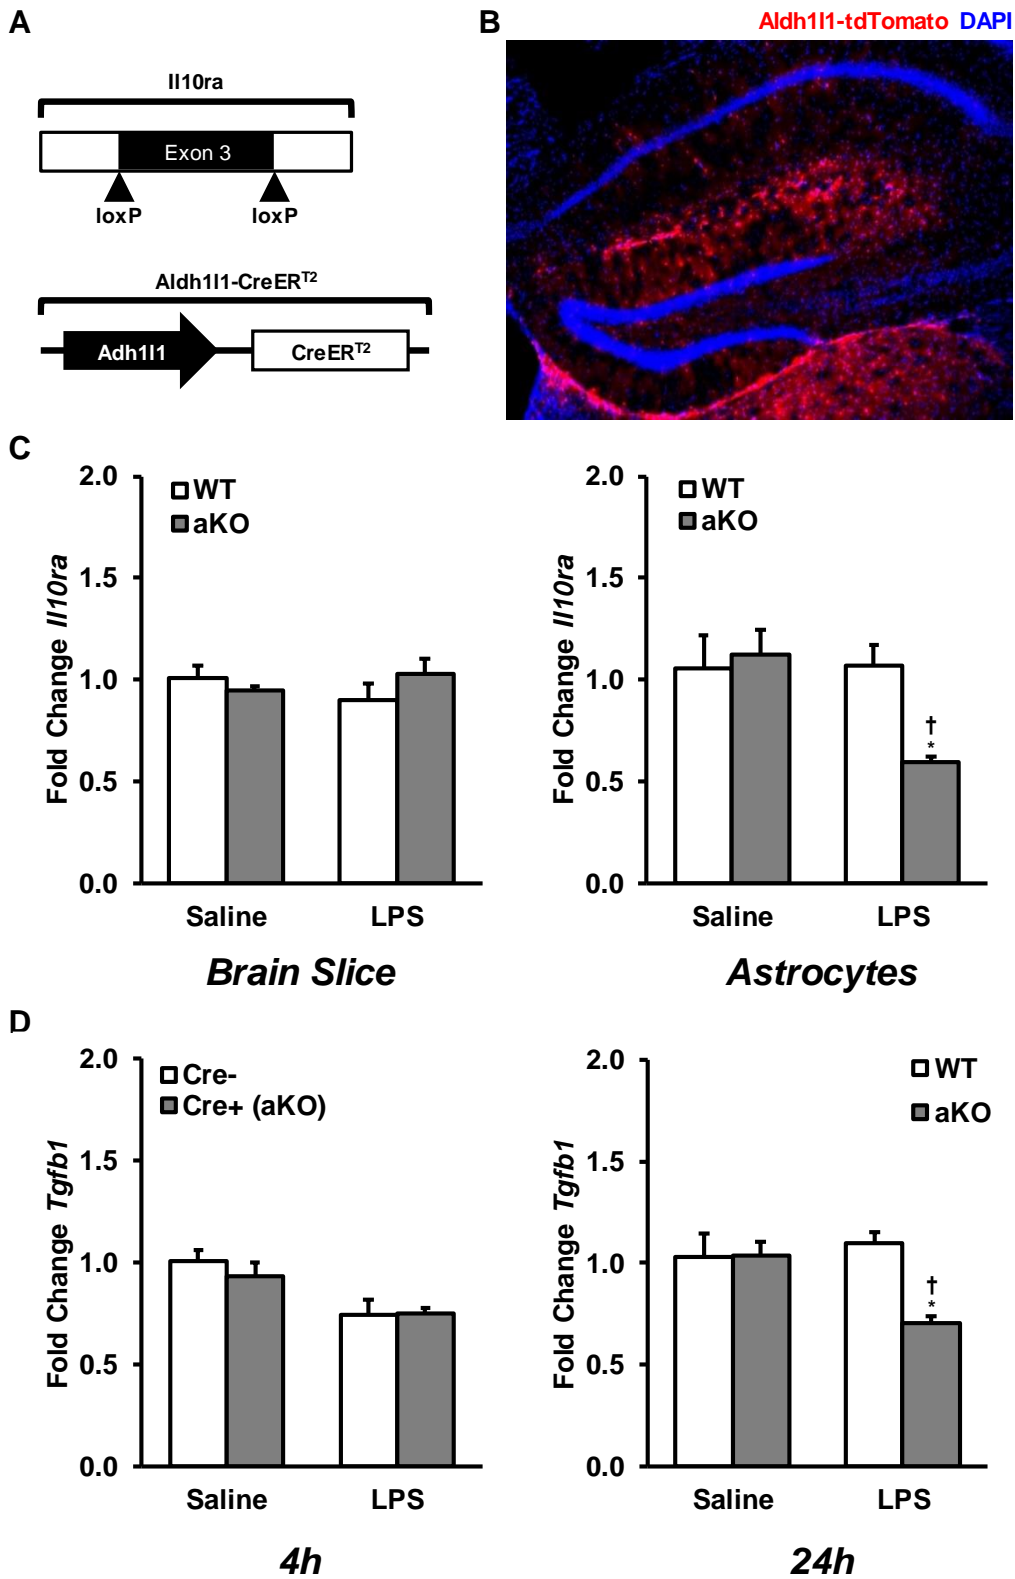 A
Il10ra
Exon 3
loxP loxP
Aldh1l1-CreERT2
Adh1l1 CreERT2
B
Aldh1l1-tdTomato DAPI
C
2.0
1.5
1.0
0.5
0.0
Fold Change Il10ra
WT
aKO
Saline LPS
Brain Slice
2.0
1.5
1.0
0.5
0.0
Fold Change Il10ra
WT
aKO
†
*
Saline LPS
Astrocytes
D
2.0
1.5
1.0
0.5
0.0
Fold Change Tgfb1
Cre-
Cre+ (aKO)
Saline LPS
4h
2.0
1.5
1.0
0.5
0.0
Fold Change Tgfb1
WT
aKO
†
*
Saline LPS
24h